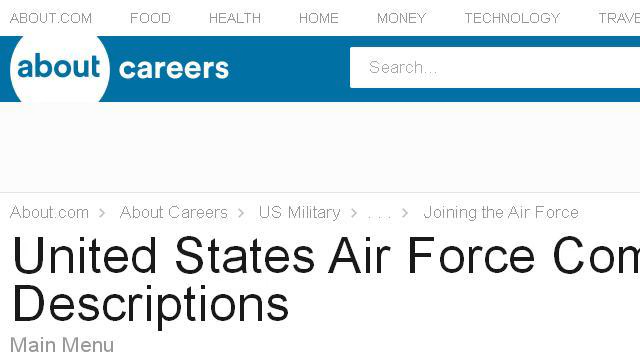 ABOUT.COM FOOD HEALTH HOME MONEY TECHNOLOGY TRAVE
about careers Search...
About.com > About Careers > US Military > . . . > Joining the Air Force
United States Air Force Com
Descriptions
Main Menu